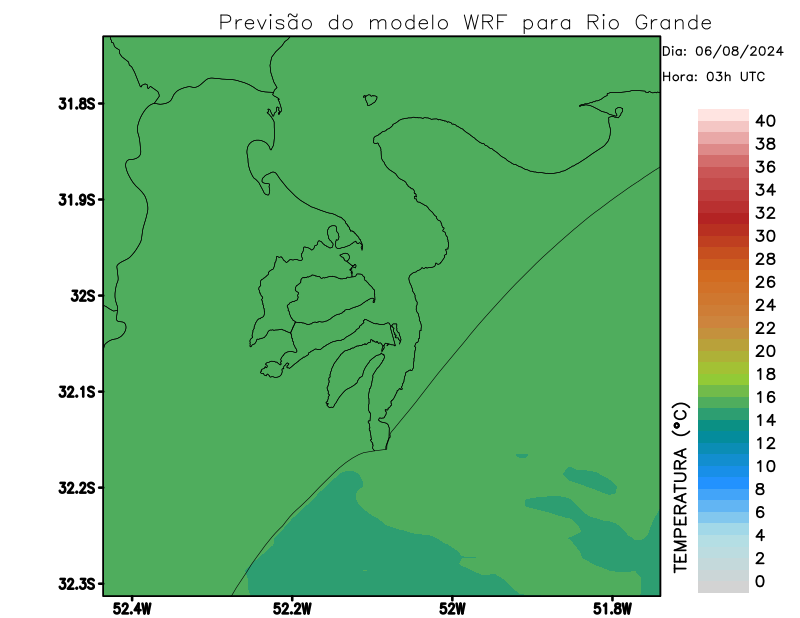 Previsão do modelo WRF para Rio Grande
Dia: 06/08/2024
Hora: 03h UTC
31.8S
31.9S
32S
32.1S
32.2S
32.3S
52.4W
52.2W
52W
51.8W
TEMPERATURA (°C)
40
38
36
34
32
30
28
26
24
22
20
18
16
14
12
10
8
6
4
2
0